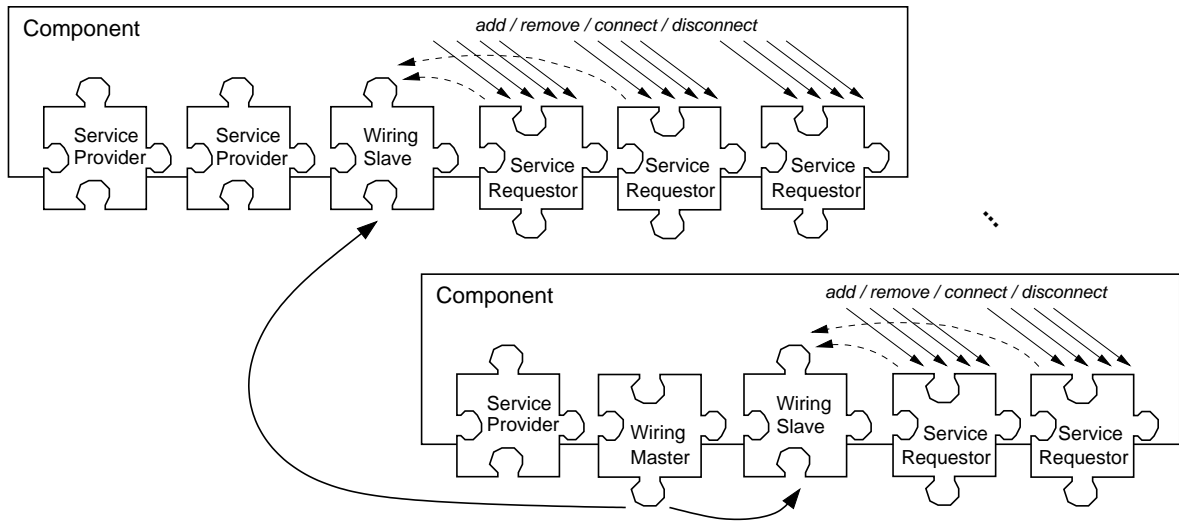 Component
add / remove / connect / disconnect
Service
Provider
Service
Provider
Wiring
Slave
Service
Requestor
Service
Requestor
Service
Requestor
Component
add / remove / connect / disconnect
Service
Provider
Wiring
Master
Wiring
Slave
Service
Requestor
Service
Requestor